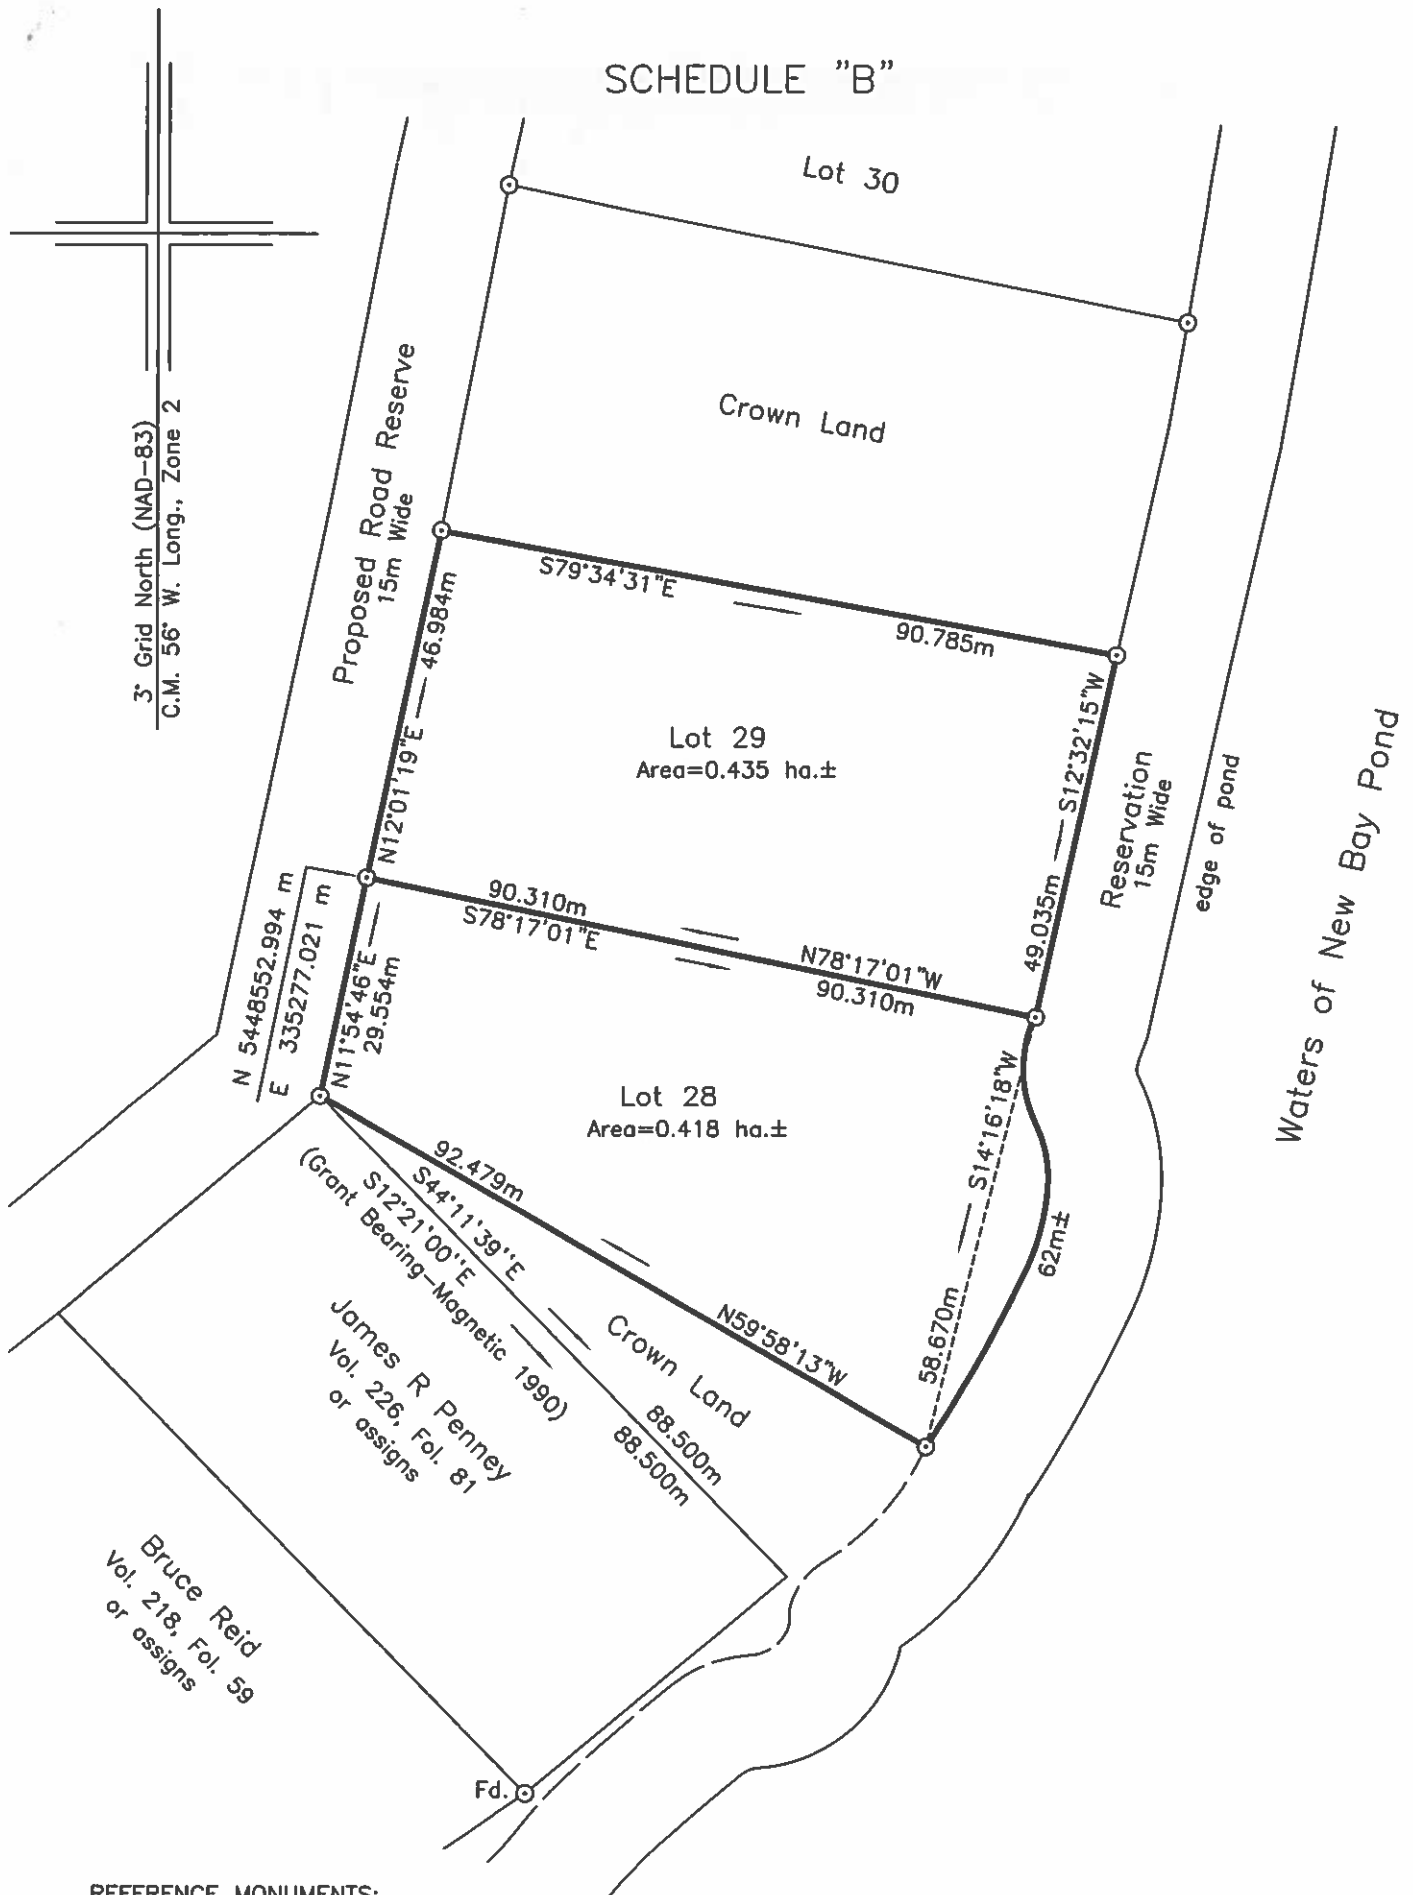 SCHEDULE "B"
Lot 30
3° Grid North (NAD-83)
C.M. 56° W. Long., Zone 2
Proposed Road Reserve
15m Wide
Crown Land
S79°34'31"E
90.785m
N12°01'19"E
46.984m
Lot 29
Area=0.435 ha.±
S12°32'15"W
49.035m
Reservation
15m Wide
edge of pond
Waters of New Bay Pond
N 5448552.994 m
E 335277.021 m
90.310m
S78°17'01"E
N78°17'01"W
90.310m
N11°54'46"E
29.554m
Lot 28
Area=0.418 ha.±
S14°16'18"W
58.670m
62m±
92.479m
N59°58'13"W
S44°11'39''E
S12°21'00''E
(Grant Bearing-Magnetic 1990)
Crown Land
88.500m
88.500m
James R Penney
Vol. 226, Fol. 81
or assigns
Bruce Reid
Vol. 218, Fol. 59
or assigns
Fd.
REFERENCE MONUMENTS: